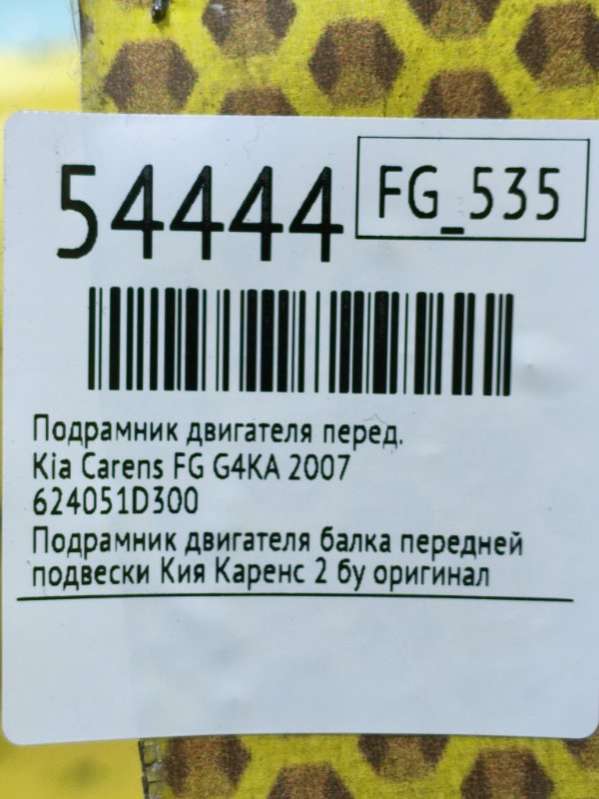 54444
FG_535
Подрамник двигателя перед.
Kia Carens FG G4KA 2007
624051D300
Подрамник двигателя балка передней
подвески Кия Каренс 2 бу оригинал